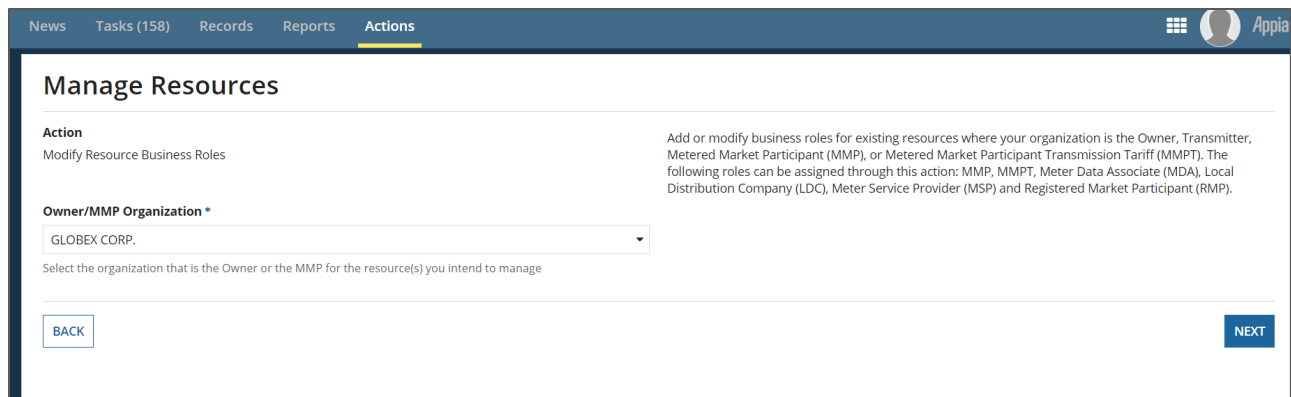 News Tasks (158) Records Reports Actions
Manage Resources
Action
Modify Resource Business Roles
Add or modify business roles for existing resources where your organization is the Owner, Transmitter,
Metered Market Participant (MMP), or Metered Market Participant Transmission Tariff (MMPT). The
following roles can be assigned through this action: MMP, MMPT, Meter Data Associate (MDA), Local
Distribution Company (LDC), Meter Service Provider (MSP) and Registered Market Participant (RMP).
Owner/MMP Organization *
GLOBEX CORP.
Select the organization that is the Owner or the MMP for the resource(s) you intend to manage
BACK
NEXT